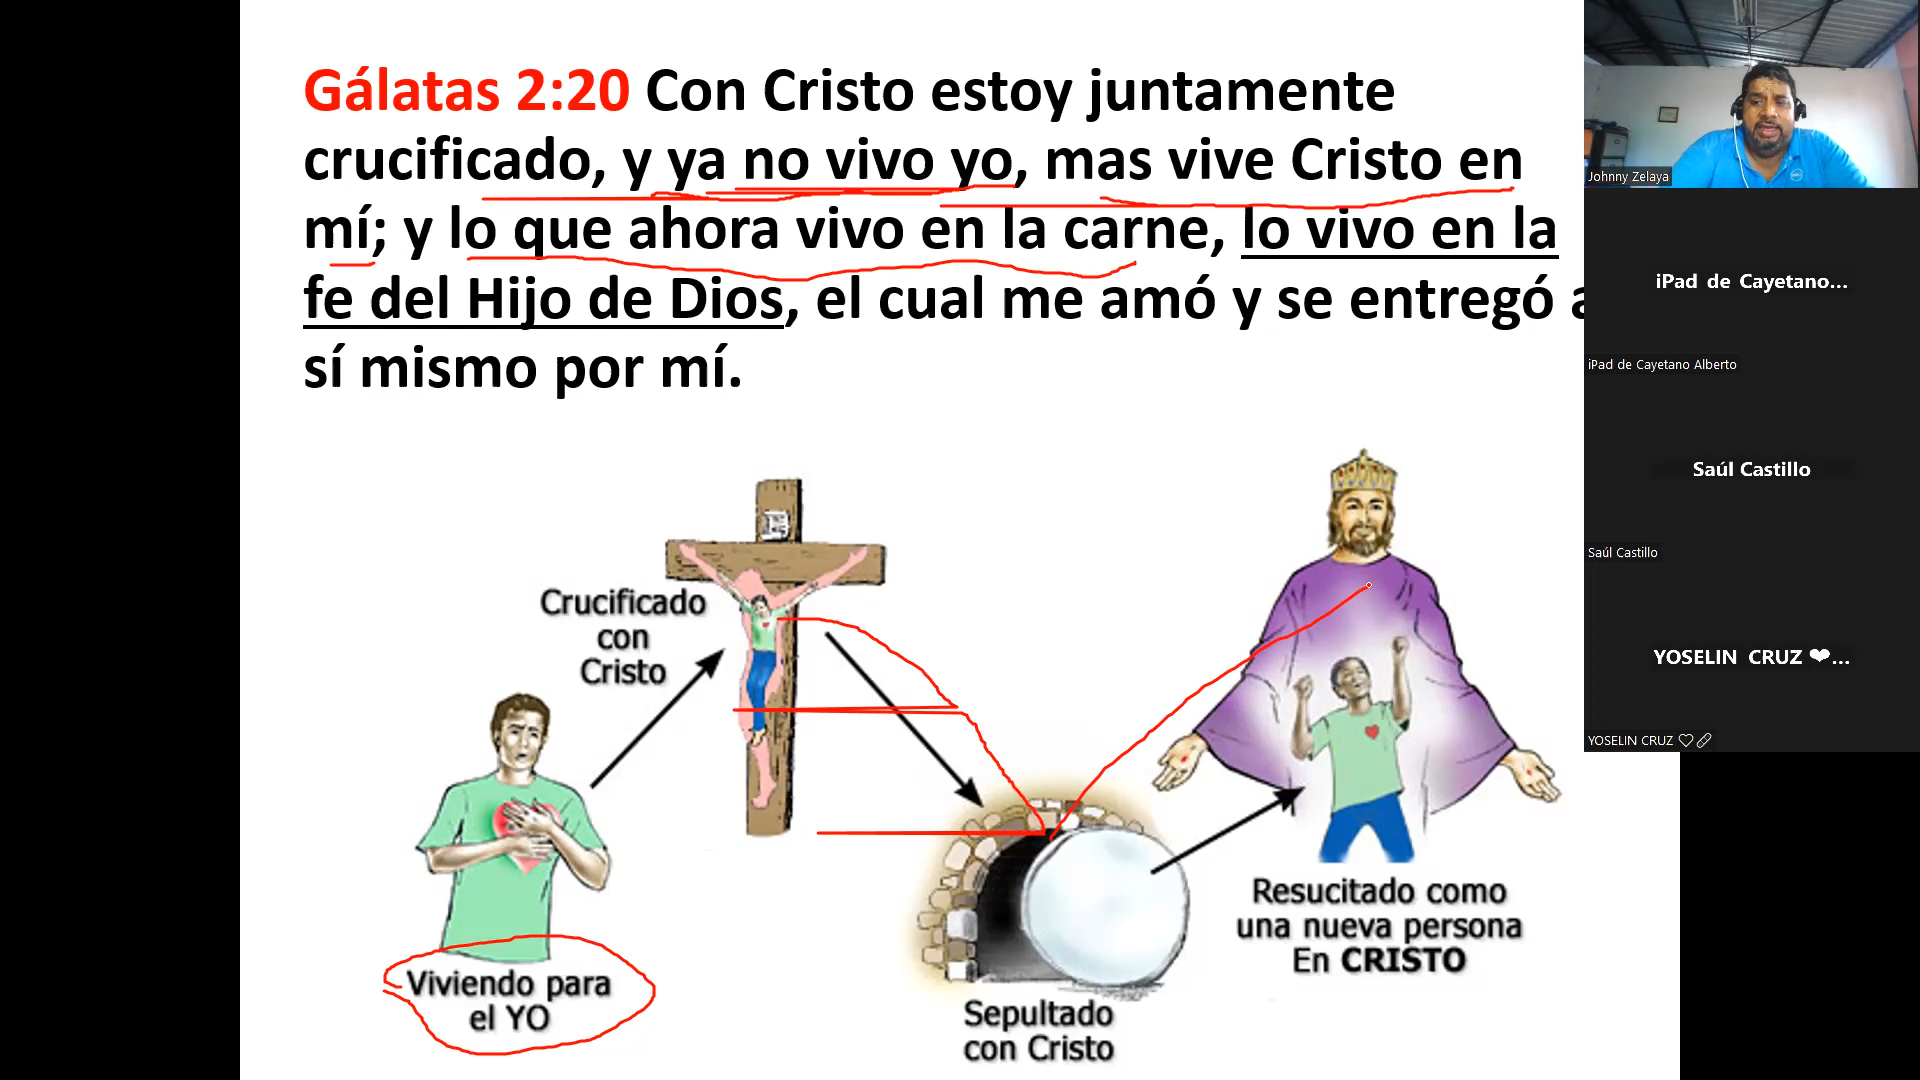 Gálatas 2:20 Con Cristo estoy juntamente
crucificado, y ya no vivo yo, mas vive Cristo en
mí; y lo que ahora vivo en la carne, lo vivo en la
fe del Hijo de Dios, el cual me amó y se entregó a
sí mismo por mí.
Crucificado
con
Cristo
Viviendo para
el YO
Sepultado
con Cristo
Resucitado como
una nueva persona
En CRISTO
Johnny Zelaya
iPad de Cayetano...
iPad de Cayetano Alberto
Saúl Castillo
Saúl Castillo
YOSELIN CRUZ ❤...
YOSELIN CRUZ ♡🔗